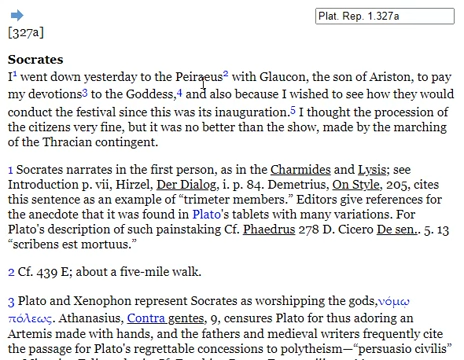 Plat. Rep. 1.327a
[327a]
Socrates
I1 went down yesterday to the Peiraeus2 with Glaucon, the son of Ariston, to pay
my devotions3 to the Goddess,4 and also because I wished to see how they would
conduct the festival since this was its inauguration.5 I thought the procession of
the citizens very fine, but it was no better than the show, made by the marching
of the Thracian contingent.
1 Socrates narrates in the first person, as in the Charmides and Lysis; see
Introduction p. vii, Hirzel, Der Dialog, i. p. 84. Demetrius, On Style, 205, cites
this sentence as an example of “trimeter members.” Editors give references for
the anecdote that it was found in Plato's tablets with many variations. For
Plato's description of such painstaking Cf. Phaedrus 278 D. Cicero De sen.. 5. 13
“scribens est mortuus.”
2 Cf. 439 E; about a five-mile walk.
3 Plato and Xenophon represent Socrates as worshipping the gods,νόμῳ
πόλεως. Athanasius, Contra gentes, 9, censures Plato for thus adoring an
Artemis made with hands, and the fathers and medieval writers frequently cite
the passage for Plato's regrettable concessions to polytheism—“persuasio civilis”